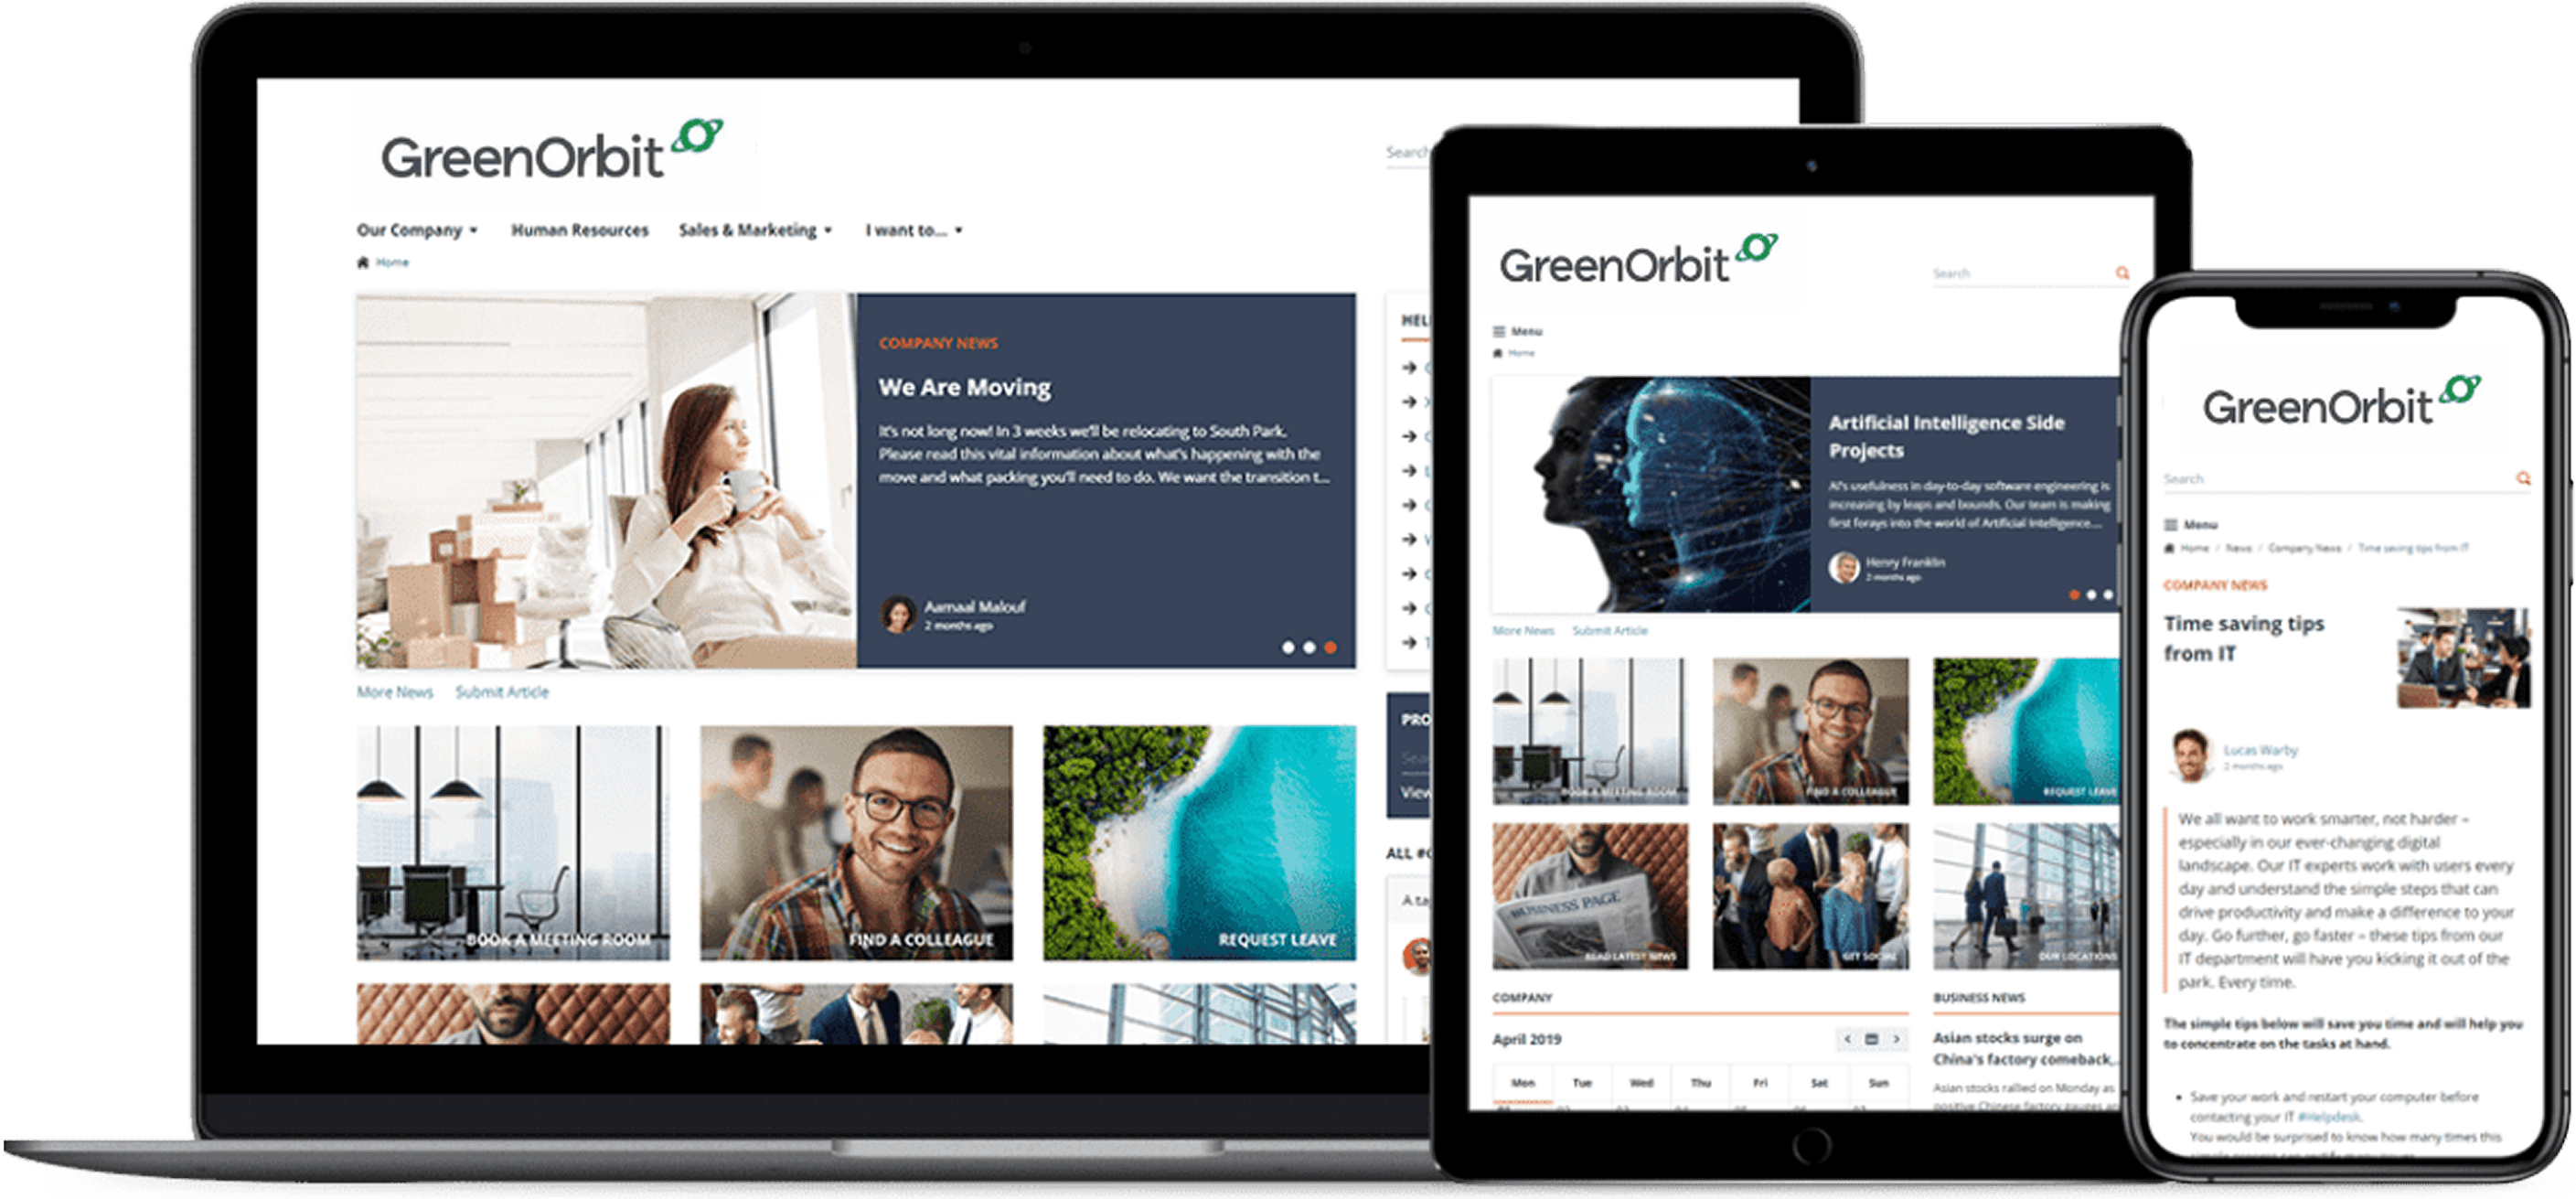 GreenOrbit
Search
Our Company
Human Resources
Sales & Marketing
I want to...
Home
COMPANY NEWS
We Are Moving
It's not long now! In 3 weeks we'll be relocating to South Park.
Please read this vital information about what's happening with the
move and what packing you'll need to do. We want the transition t...
Aamaal Malouf
2 months ago
More News
Submit Article
BOOK A MEETING ROOM
FIND A COLLEAGUE
REQUEST LEAVE
HEL
PRO
View
ALL #
A ta
GreenOrbit
Search
Menu
Home
Artificial Intelligence Side
Projects
AI's usefulness in day-to-day software engineering is
increasing by leaps and bounds. Our team is making
first forays into the world of Artificial Intelligence....
Henry Franklin
2 months ago
More News
Submit Article
BOOK A MEETING ROOM
FIND A COLLEAGUE
REQUEST LEAVE
BUSINESS PAGE
READ LATEST NEWS
GET SOCIAL
OUR LOCATIONS
COMPANY
April 2019
Mon Tue Wed Thu Fri Sat Sun
BUSINESS NEWS
Asian stocks surge on
China's factory comeback,..
Asian stocks rallied on Monday as
positive Chinese factory gauges
GreenOrbit
Search
Menu
Home / News / Company News / Time saving tips from IT
COMPANY NEWS
Time saving tips
from IT
Lucas Warby
2 months ago
We all want to work smarter, not harder –
especially in our ever-changing digital
landscape. Our IT experts work with users every
day and understand the simple steps that can
drive productivity and make a difference to your
day. Go further, go faster – these tips from our
IT department will have you kicking it out of the
park. Every time.
The simple tips below will save you time and will help you
to concentrate on the tasks at hand.
• Save your work and restart your computer before
contacting your IT #Helpdesk.
You would be surprised to know how many times this